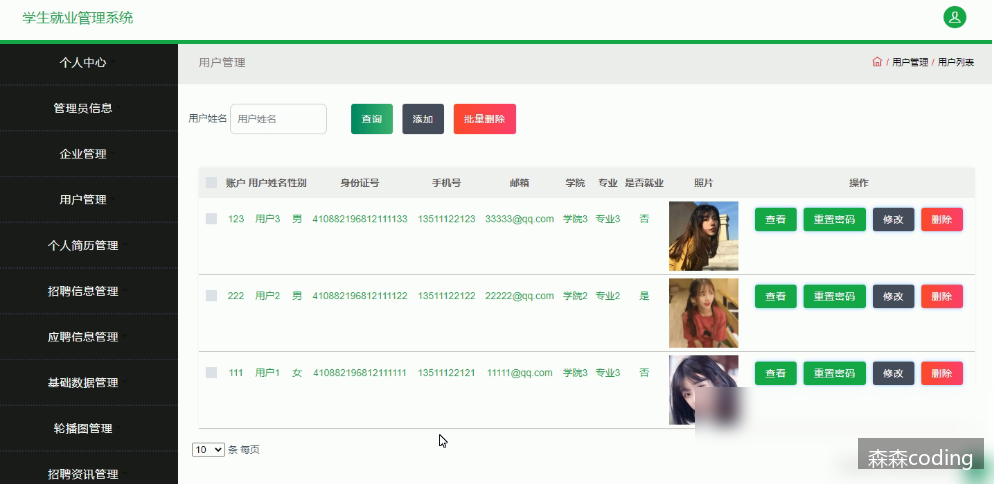 学生就业管理系统
个人中心
管理员信息
企业管理
用户管理
个人简历管理
招聘信息管理
应聘信息管理
基础数据管理
轮播图管理
招聘资讯管理
用户管理
/ 用户管理 / 用户列表
用户姓名 用户姓名 查询 添加 批量删除
账户 用户姓名 性别 身份证号 手机号 邮箱 学院 专业 是否就业 照片 操作
123 用户3 男 410882196812111133 13511122123 33333@qq.com 学院3 专业3 否 查看 重置密码 修改 删除
222 用户2 男 410882196812111122 13511122122 22222@qq.com 学院2 专业2 是 查看 重置密码 修改 删除
111 用户1 女 410882196812111111 13511122121 11111@qq.com 学院3 专业3 否 查看 重置密码 修改 删除
10 条 每页
森森coding